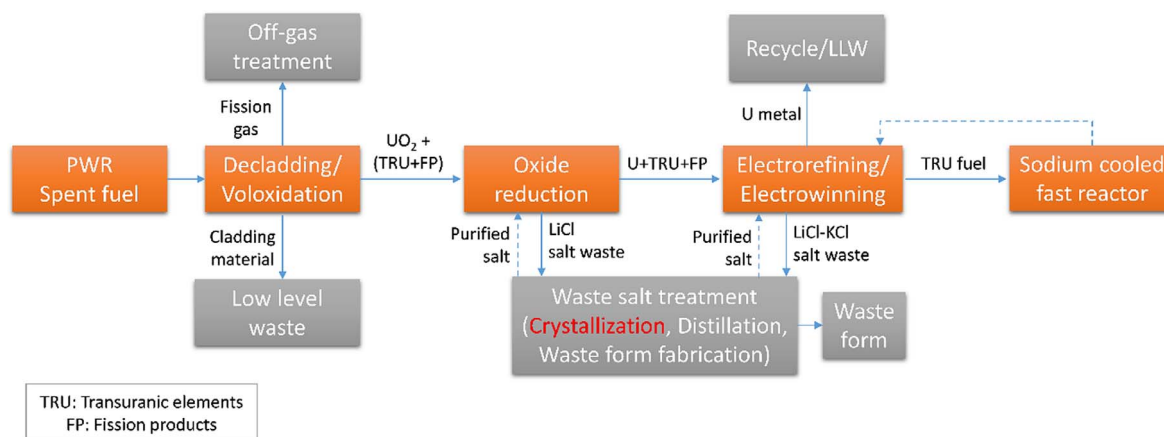 Off-gas
treatment
Recycle/LLW
Fission
gas
U metal
UO₂ +
(TRU+FP)
PWR
Spent fuel
Decladding/
Voloxidation
Oxide
reduction
U+TRU+FP
Electrorefining/
Electrowinning
TRU fuel
Sodium cooled
fast reactor
Cladding
material
Purified
salt
LiCl
salt waste
Purified
salt
LiCl-KCl
salt waste
Low level
waste
Waste salt treatment
(Crystallization, Distillation,
Waste form fabrication)
Waste
form
TRU: Transuranic elements
FP: Fission products